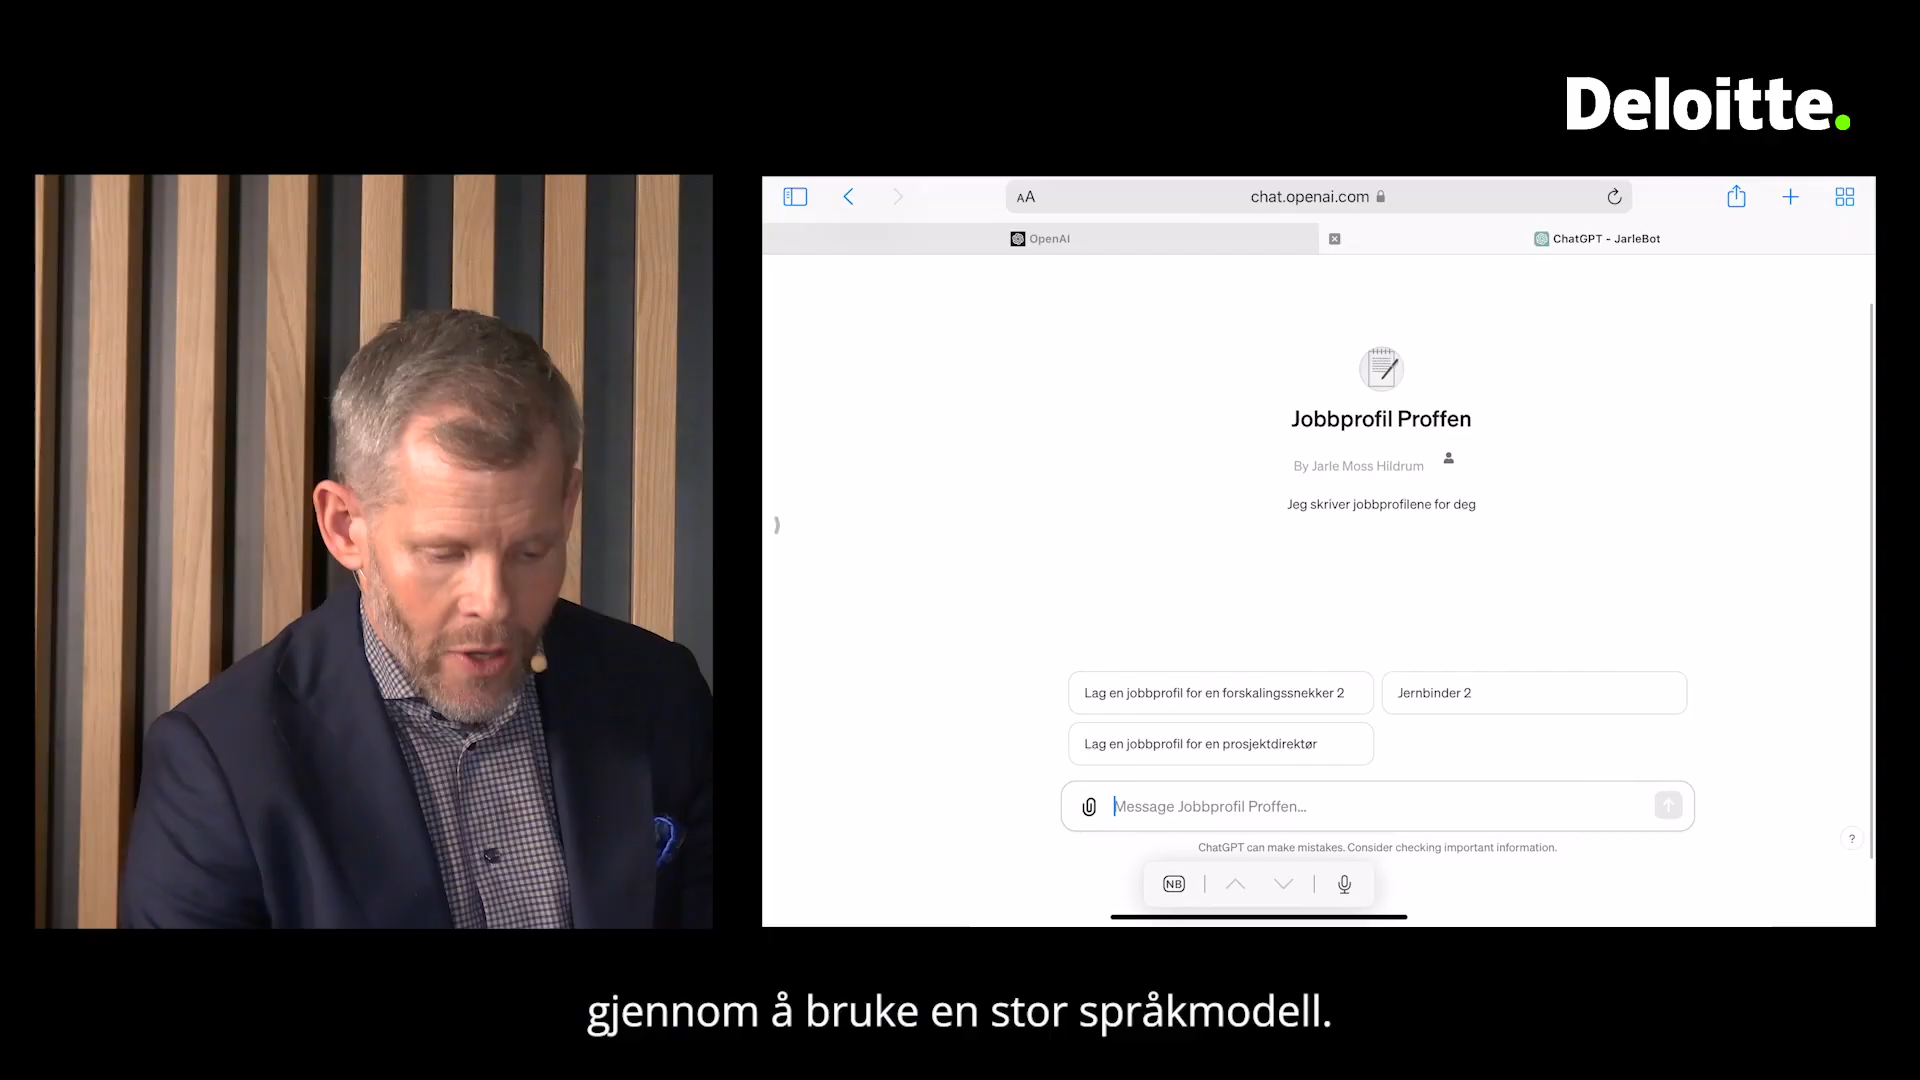 Deloitte.
AA
chat.openai.com
OpenAI
ChatGPT - JarleBot
Jobbprofil Proffen
By Jarle Moss Hildrum
Jeg skriver jobbprofilene for deg
Lag en jobbprofil for en forskalingssnekker 2
Jernbinder 2
Lag en jobbprofil for en prosjektdirektør
Message Jobbprofil Proffen...
ChatGPT can make mistakes. Consider checking important information.
?
NB
gjennom å bruke en stor språkmodell.